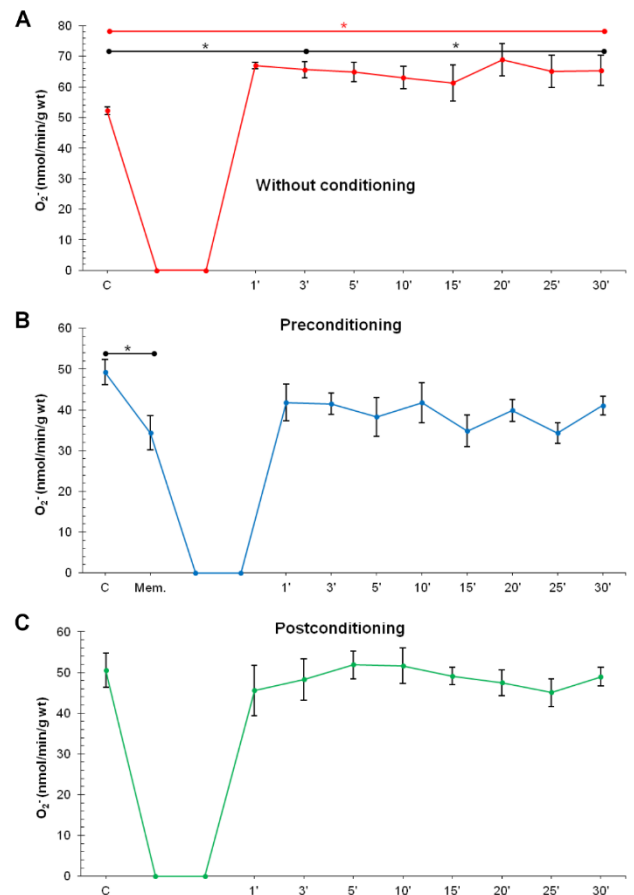 A
*
*
*
80
70
60
50
40
30
20
10
0
O₂⁻ (nmol/min/g wt)
Without conditioning
C 1' 3' 5' 10' 15' 20' 25' 30'
B
Preconditioning
*
60
50
40
30
20
10
0
O₂⁻ (nmol/min/g wt)
C Mem. 1' 3' 5' 10' 15' 20' 25' 30'
C
Postconditioning
60
50
40
30
20
10
0
O₂⁻ (nmol/min/g wt)
C 1' 3' 5' 10' 15' 20' 25' 30'